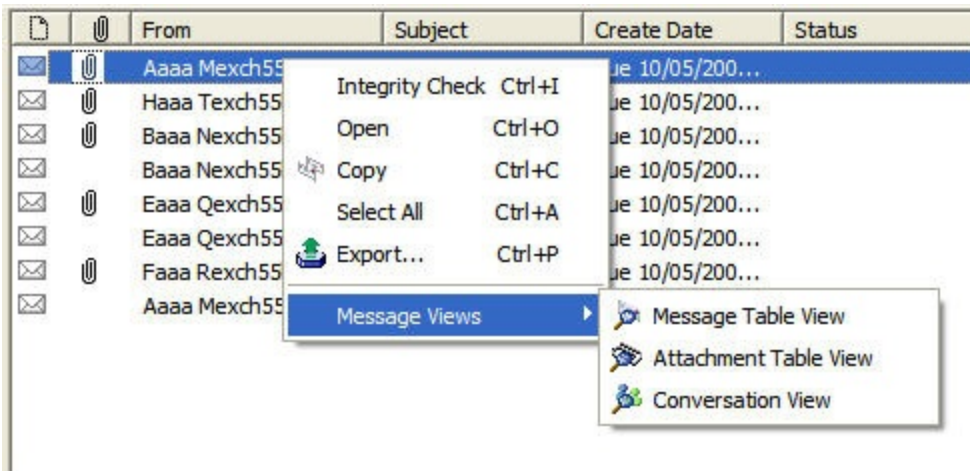 From Subject Create Date Status
Aaaa Mexch55 ue 10/05/200...
Haaa Texch55 ue 10/05/200...
Baaa Nexch55 ue 10/05/200...
Baaa Nexch55 ue 10/05/200...
Eaaa Qexch55 ue 10/05/200...
Eaaa Qexch55 ue 10/05/200...
Faaa Rexch55 ue 10/05/200...
Aaaa Mexch55
Integrity Check Ctrl+I
Open Ctrl+O
Copy Ctrl+C
Select All Ctrl+A
Export... Ctrl+P
Message Views
Message Table View
Attachment Table View
Conversation View